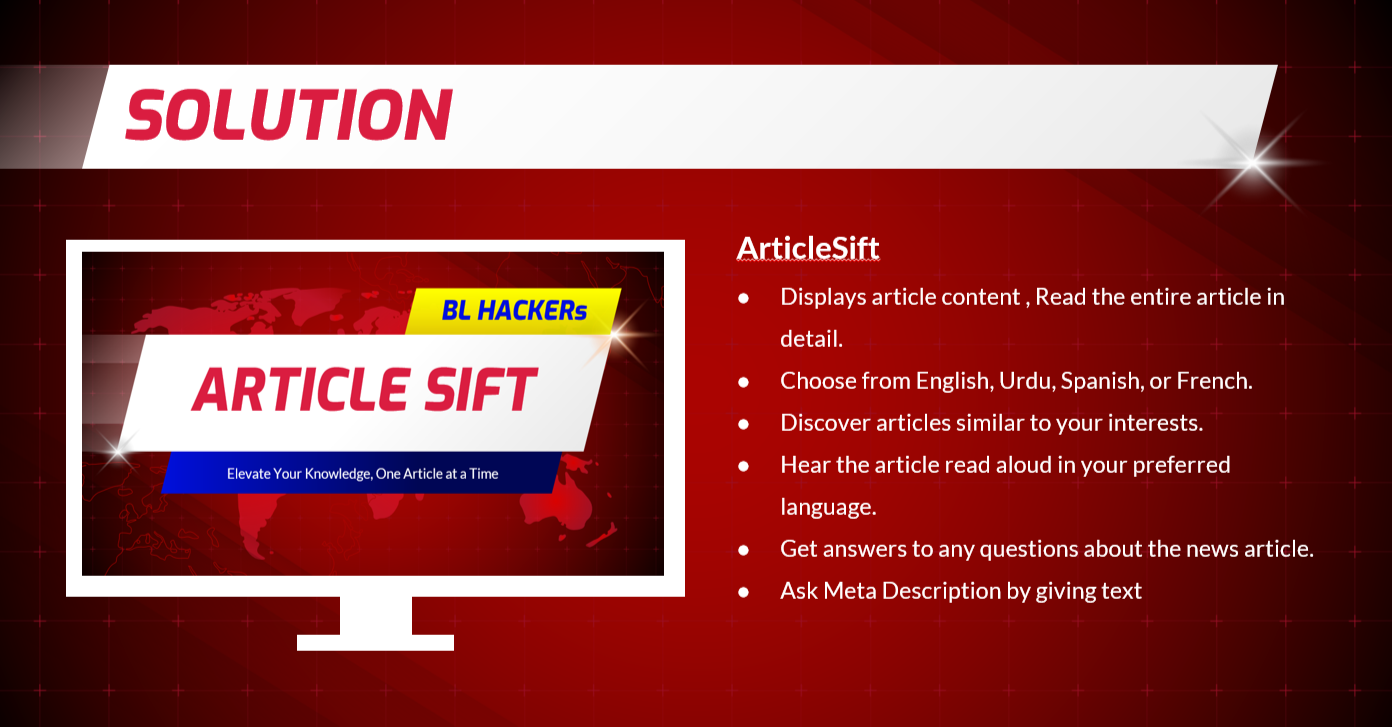 SOLUTION
BL HACKERs
ARTICLE SIFT
Elevate Your Knowledge, One Article at a Time
ArticleSift
● Displays article content , Read the entire article in
detail.
● Choose from English, Urdu, Spanish, or French.
● Discover articles similar to your interests.
● Hear the article read aloud in your preferred
language.
● Get answers to any questions about the news article.
● Ask Meta Description by giving text